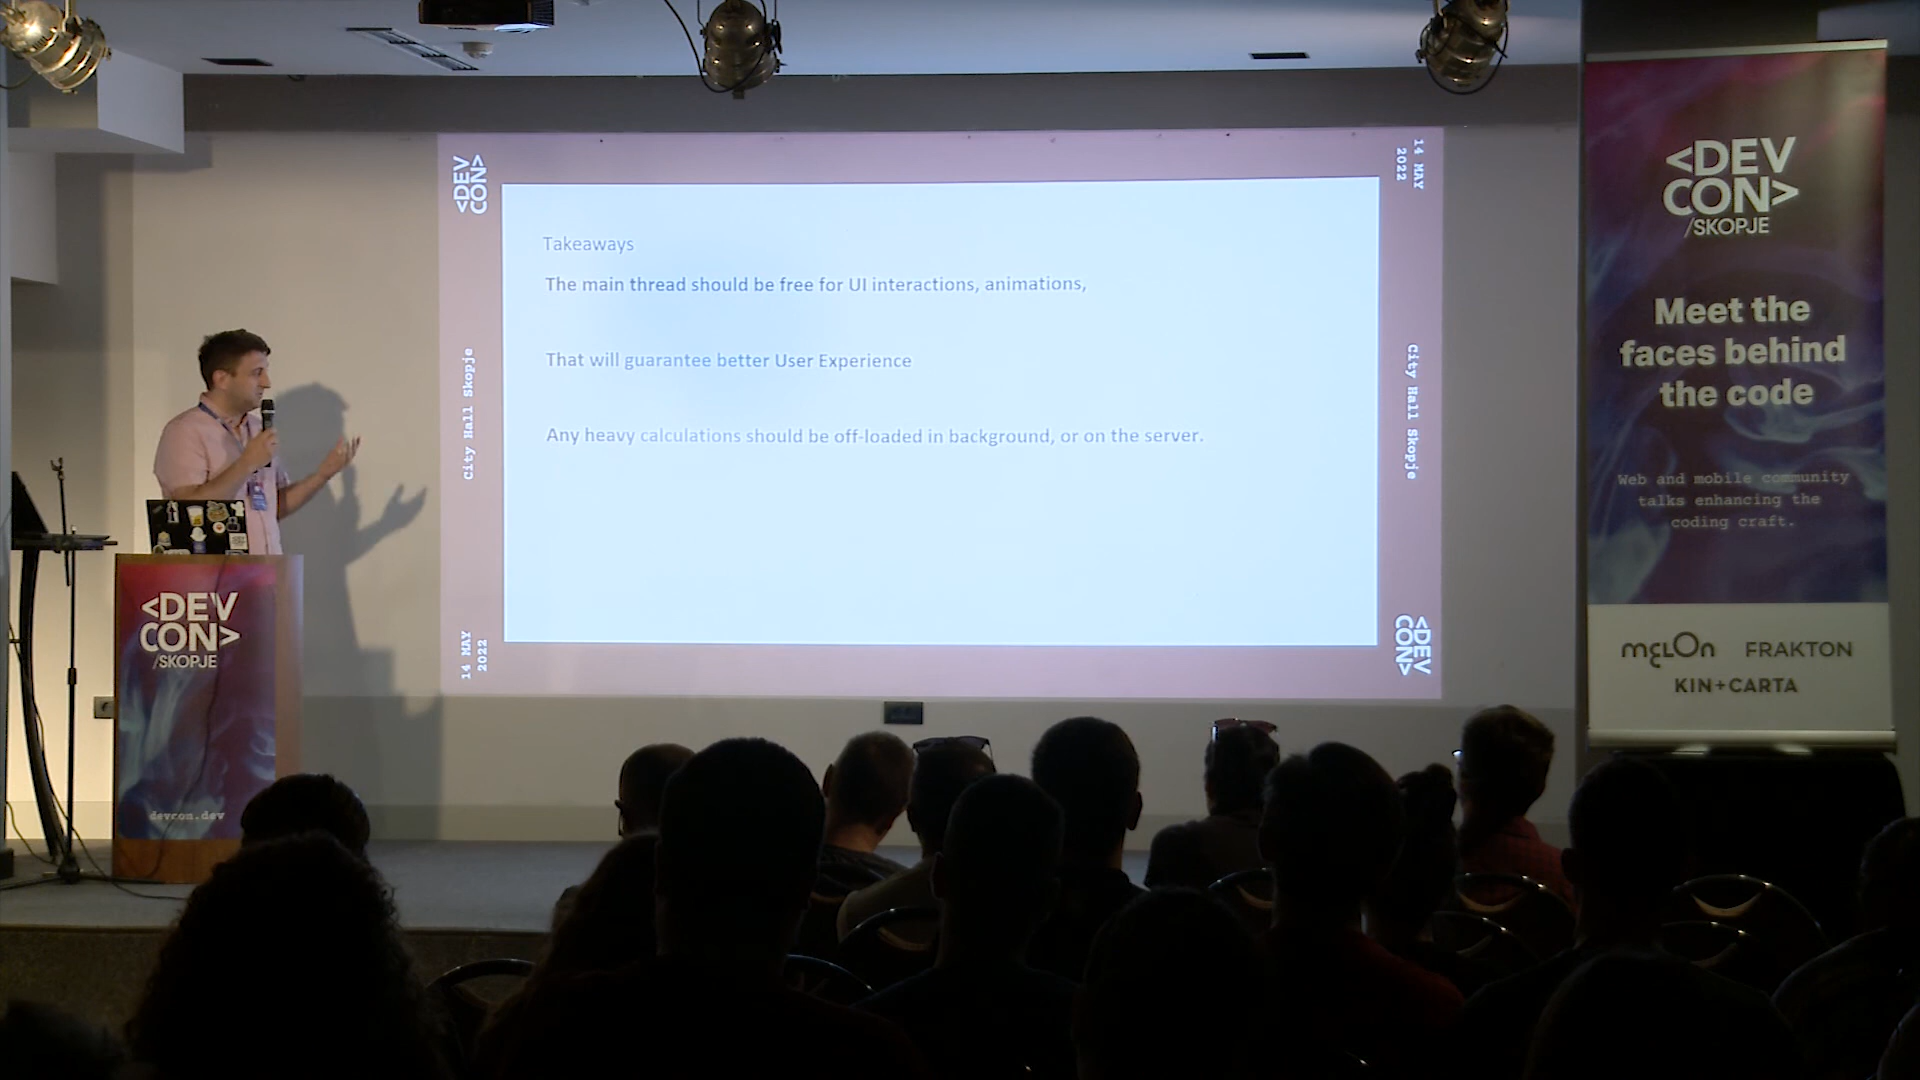 <DEV
CON>
14 MAY
2022
Takeaways
The main thread should be free for UI interactions, animations,
That will guarantee better User Experience
Any heavy calculations should be off-loaded in background, or on the server.
City Hall Skopje
City Hall Skopje
14 MAY
2022
<DEV
CON>
<DEV
CON>
/SKOPJE
devcon.dev
<DEV
CON>
/SKOPJE
Meet the
faces behind
the code
Web and mobile community
talks enhancing the
coding craft.
melon FRAKTON
KIN+CARTA